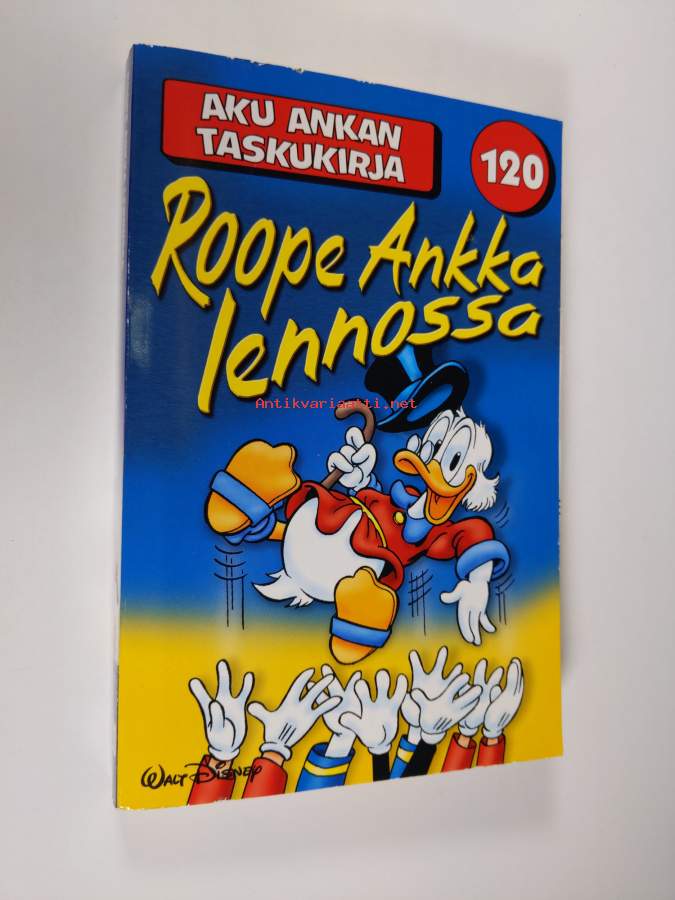 AKU ANKAN
TASKUKIRJA
120
Roope Ankka
lennossa
Antikvariaatti.net
WALT DISNEY